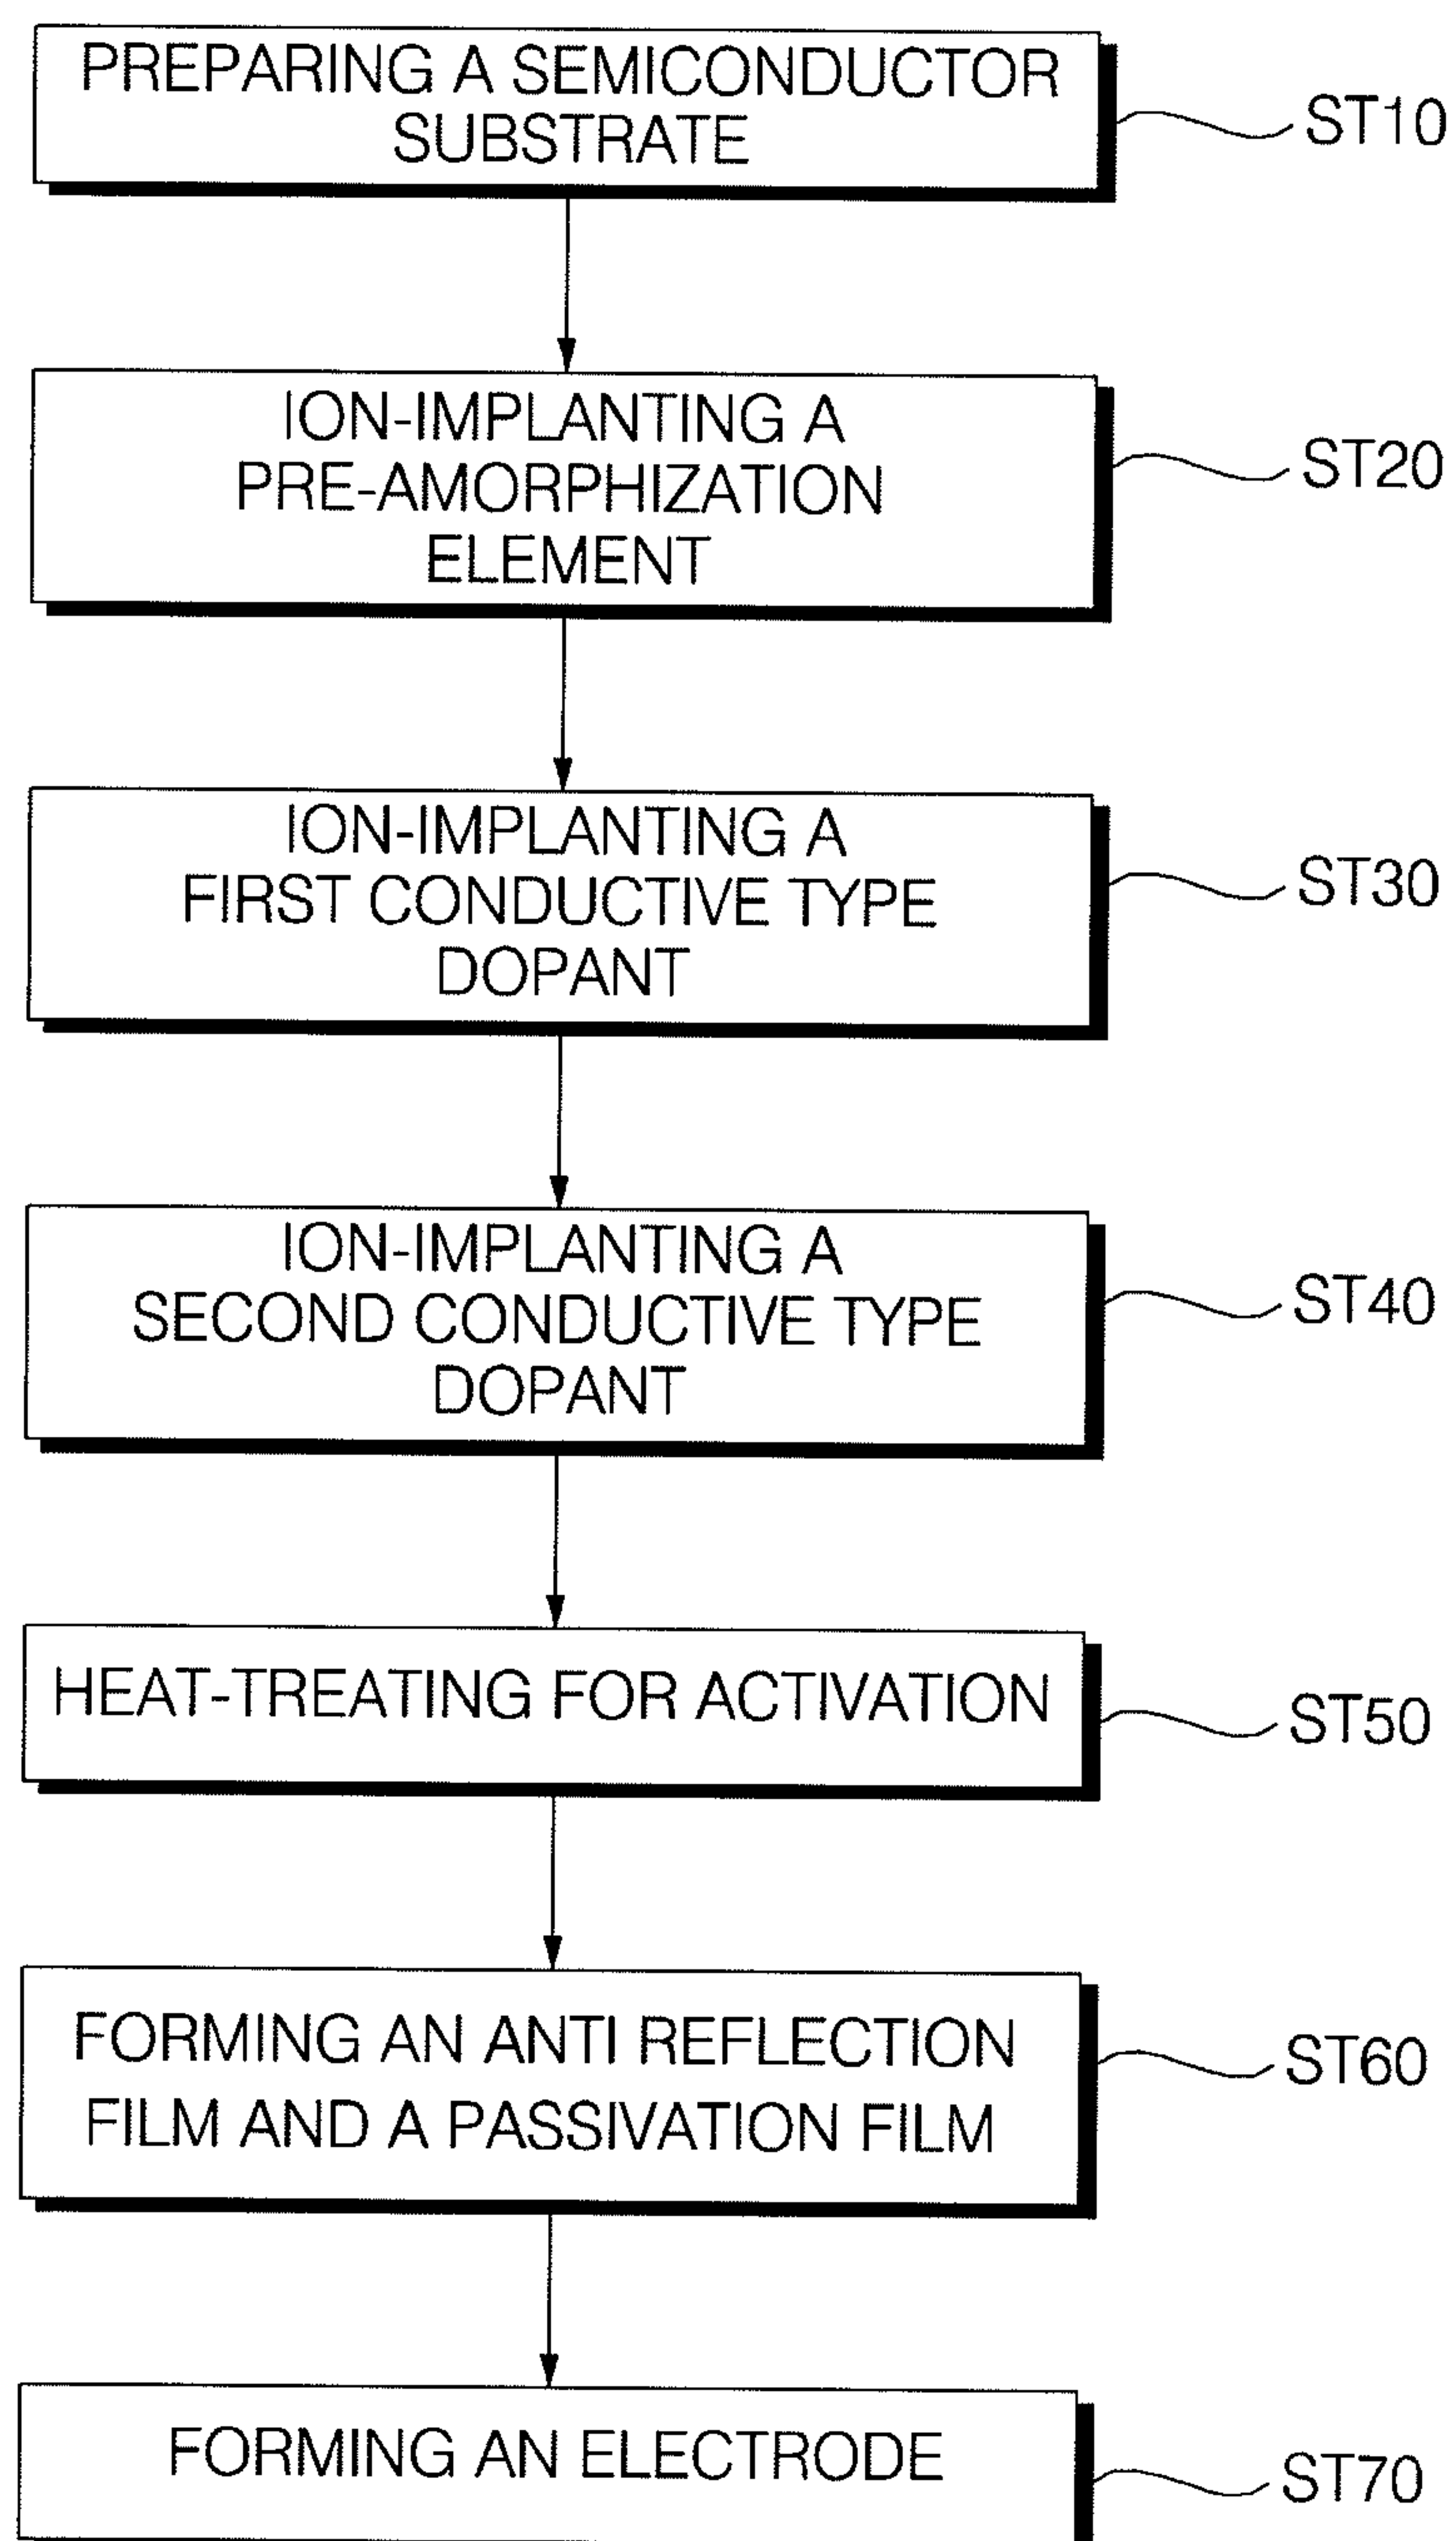 PREPARING A SEMICONDUCTOR
SUBSTRATE
ST10
ION-IMPLANTING A
PRE-AMORPHIZATION
ELEMENT
ST20
ION-IMPLANTING A
FIRST CONDUCTIVE TYPE
DOPANT
ST30
ION-IMPLANTING A
SECOND CONDUCTIVE TYPE
DOPANT
ST40
HEAT-TREATING FOR ACTIVATION
ST50
FORMING AN ANTI REFLECTION
FILM AND A PASSIVATION FILM
ST60
FORMING AN ELECTRODE
ST70